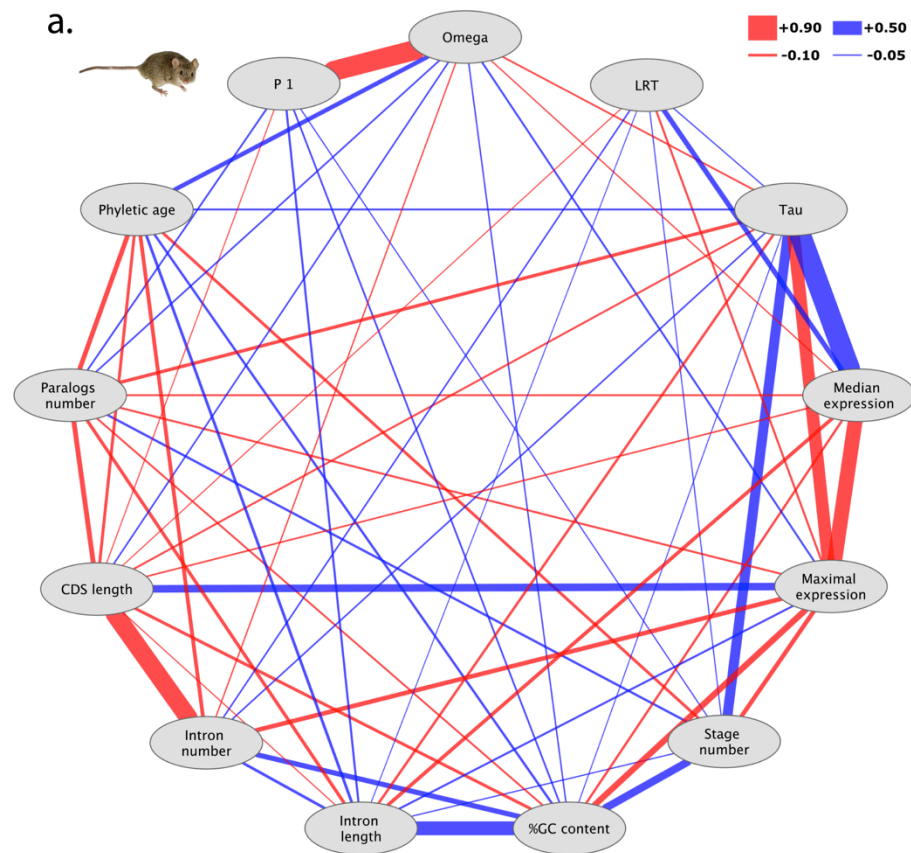 a.
+0.90
+0.50
-0.10
-0.05
Omega
P 1
LRT
Phyletic age
Tau
Paralogs
number
Median
expression
CDS length
Maximal
expression
Intron
number
Stage
number
Intron
length
%GC content